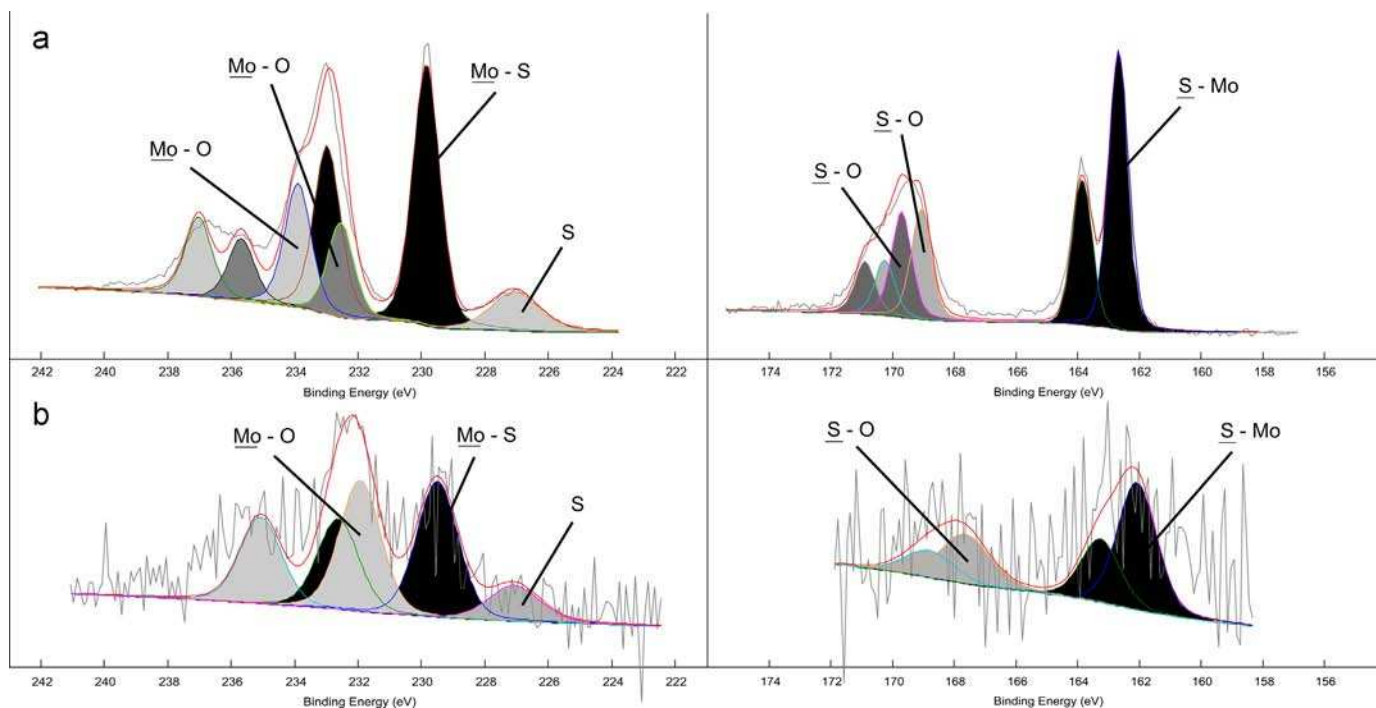 a
Mo - O
Mo - S
Mo - O
S
S - Mo
S - O
S - O
242 240 238 236 234 232 230 228 226 224 222
Binding Energy (eV)
174 172 170 168 166 164 162 160 158 156
Binding Energy (eV)
b
Mo - O
Mo - S
S
S - O
S - Mo
242 240 238 236 234 232 230 228 226 224 222
Binding Energy (eV)
174 172 170 168 166 164 162 160 158 156
Binding Energy (eV)